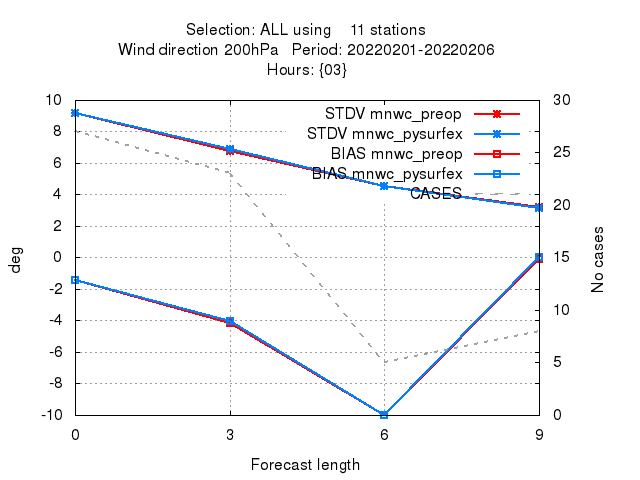 Selection: ALL using 11 stations
Wind direction 200hPa Period: 20220201-20220206
Hours: {03}
STDV mnwc_preop
STDV mnwc_pysurfex
BIAS mnwc_preop
BIAS mnwc_pysurfex
CASES
10
8
6
4
2
0
-2
-4
-6
-8
-10
deg
30
25
20
15
10
5
0
No cases
0 3 6 9
Forecast length